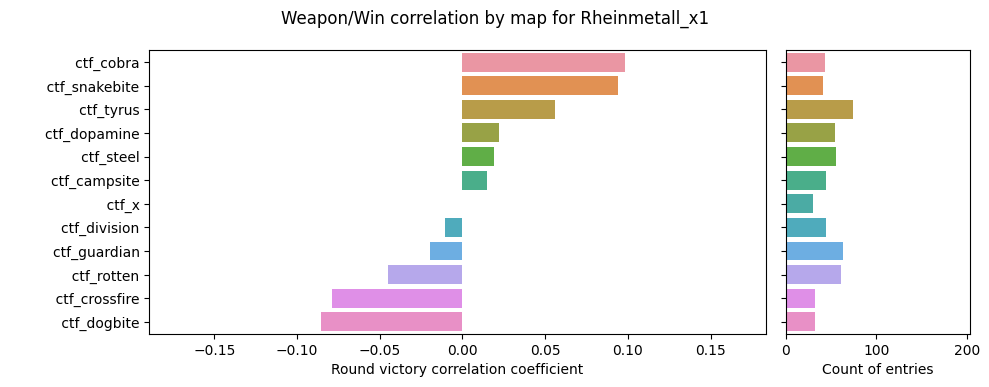 Weapon/Win correlation by map for Rheinmetall_x1
ctf_cobra
ctf_snakebite
ctf_tyrus
ctf_dopamine
ctf_steel
ctf_campsite
ctf_x
ctf_division
ctf_guardian
ctf_rotten
ctf_crossfire
ctf_dogbite
−0.15 −0.10 −0.05 0.00 0.05 0.10 0.15
Round victory correlation coefficient
0 100 200
Count of entries